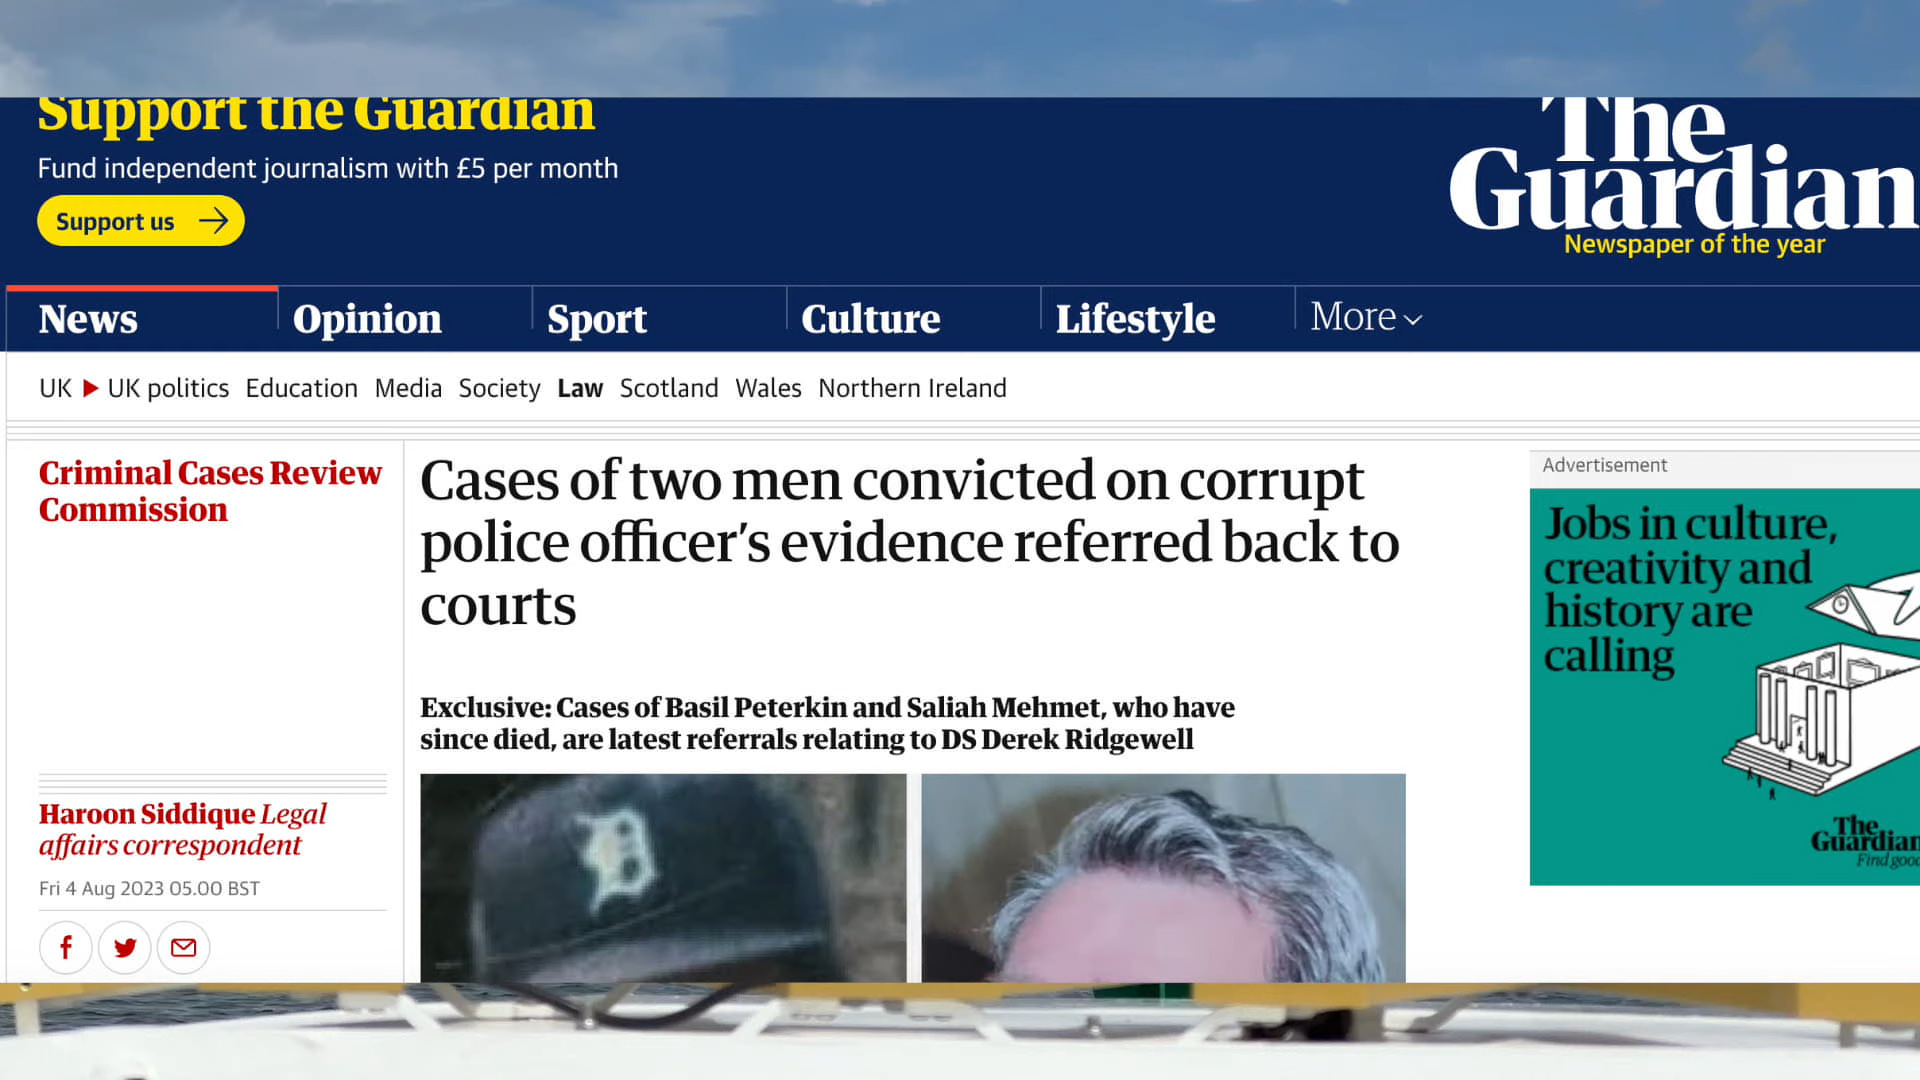 Support the Guardian
Fund independent journalism with £5 per month
Support us
The
Guardian
Newspaper of the year
News
Opinion
Sport
Culture
Lifestyle
More
UK
UK politics
Education
Media
Society
Law
Scotland
Wales
Northern Ireland
Criminal Cases Review
Commission
Cases of two men convicted on corrupt
police officer’s evidence referred back to
courts
Exclusive: Cases of Basil Peterkin and Saliah Mehmet, who have
since died, are latest referrals relating to DS Derek Ridgewell
Haroon Siddique Legal
affairs correspondent
Fri 4 Aug 2023 05.00 BST
Advertisement
Jobs in culture,
creativity and
history are
calling
The
Guardian
Find good